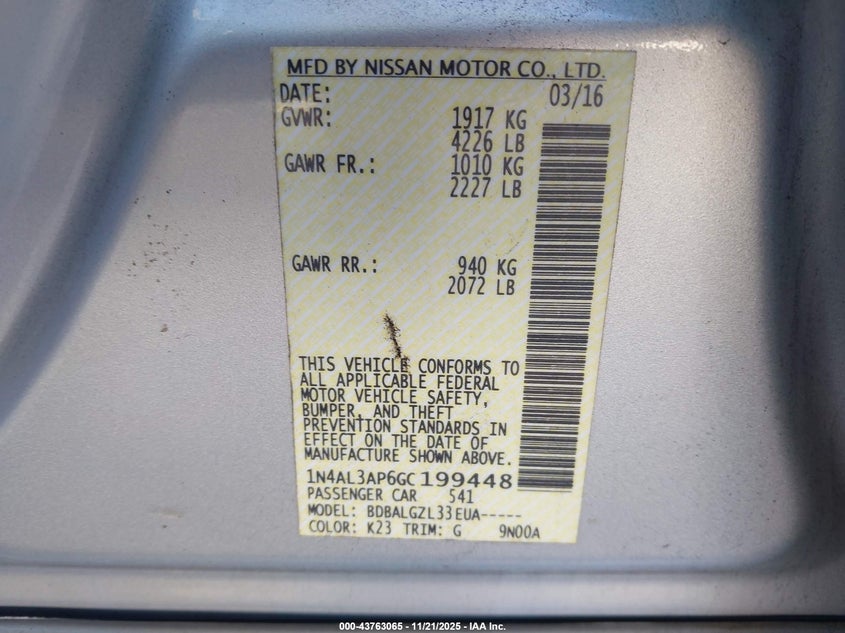 MFD BY NISSAN MOTOR CO., LTD.
DATE: 03/16
GVWR: 1917 KG
4226 LB
GAWR FR.: 1010 KG
2227 LB
GAWR RR.: 940 KG
2072 LB
THIS VEHICLE CONFORMS TO
ALL APPLICABLE FEDERAL
MOTOR VEHICLE SAFETY,
BUMPER, AND THEFT
PREVENTION STANDARDS IN
EFFECT ON THE DATE OF
MANUFACTURE SHOWN ABOVE.
1N4AL3AP6GC199448
PASSENGER CAR 541
MODEL: BDBALGZL33EUA-----
COLOR: K23 TRIM: G 9N00A
000-43763065 - 11/21/2025 - IAA Inc.